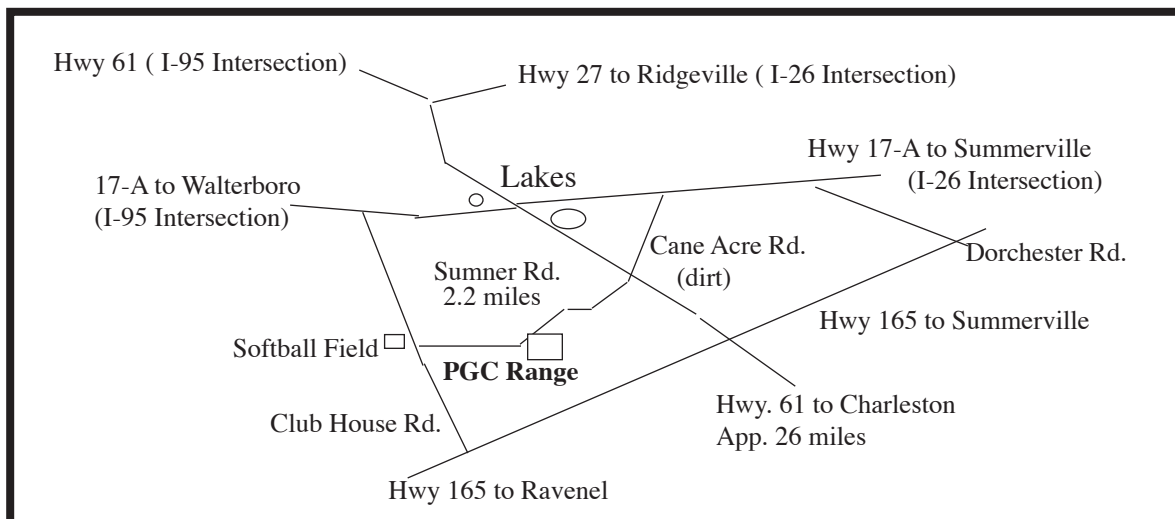 Hwy 61 ( I-95 Intersection)
Hwy 27 to Ridgeville ( I-26 Intersection)
Hwy 17-A to Summerville
(I-26 Intersection)
17-A to Walterboro
(I-95 Intersection)
Lakes
Cane Acre Rd.
(dirt)
Dorchester Rd.
Sumner Rd.
2.2 miles
Hwy 165 to Summerville
Softball Field
PGC Range
Club House Rd.
Hwy. 61 to Charleston
App. 26 miles
Hwy 165 to Ravenel